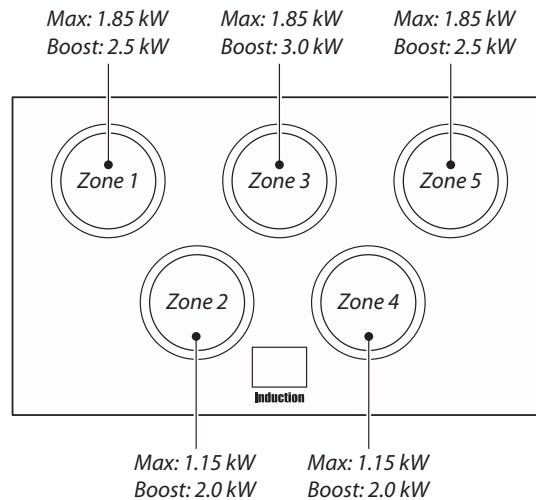 Max: 1.85 kW
Boost: 2.5 kW
Max: 1.85 kW
Boost: 3.0 kW
Max: 1.85 kW
Boost: 2.5 kW
Zone 1
Zone 3
Zone 5
Zone 2
Zone 4
Induction
Max: 1.15 kW
Boost: 2.0 kW
Max: 1.15 kW
Boost: 2.0 kW